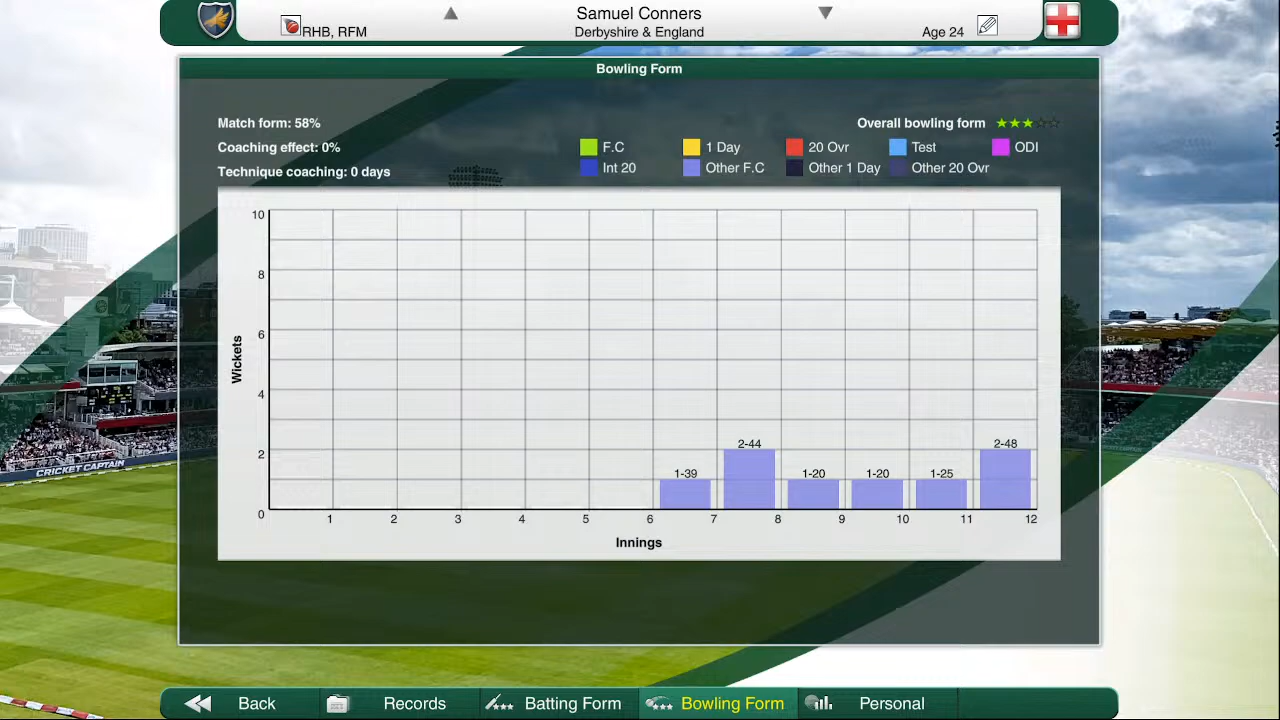 Samuel Conners
RHB, RFM
Derbyshire & England
Age 24
Bowling Form
Match form: 58%
Overall bowling form
Coaching effect: 0%
F.C
1 Day
20 Ovr
Test
ODI
Technique coaching: 0 days
Int 20
Other F.C
Other 1 Day
Other 20 Ovr
10
8
6
4
2
0
Wickets
1-39
2-44
1-20
1-20
1-25
2-48
1
2
3
4
5
6
7
8
9
10
11
12
Innings
CRICKET CAPTAIN
Back
Records
Batting Form
Bowling Form
Personal